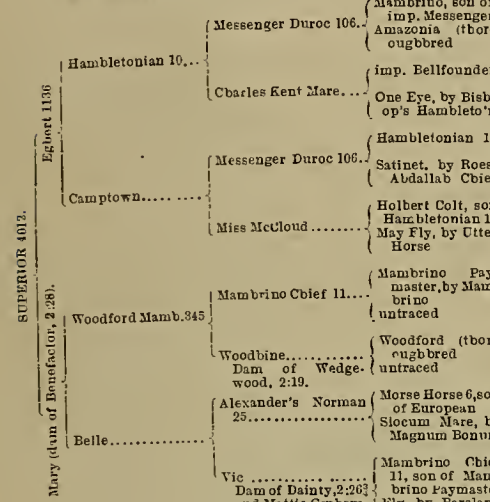 SUPERIOR 4012.
Egbert 1136
Mary (dam of Benefactor, 2:28).
Hambletonian 10...
Camptown..........
Woodford Mamb.345
Belle..............
Messenger Duroc 106..
Charles Kent Mare....
Messenger Duroc 106..
Miss McCloud .........
Mambrino Chief 11....
Woodbine............
Dam of Wedge-
wood, 2:19.
Alexander's Norman
25.................
Vic ..................
Dam of Dainty,2:26¾
Mambrino, son of
imp. Messenger
Amazonia (thor
oughbred
imp. Bellfounde
One Eye, by Bish
op's Hambleto'n
Hambletonian 1
Satinet, by Roes
Abdallah Chie
Holbert Colt, so
Hambletonian 1
May Fly, by Utte
Horse
Mambrino Pay
master,by Mam
brino
untraced
Woodford (thor
oughbred
untraced
Morse Horse 6,so
of European
Slocum Mare, b
Magnum Bonu
Mambrino Chie
11, son of Mam
brino Paymaste